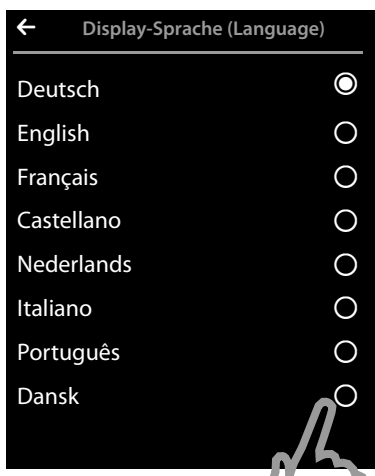 Display-Sprache (Language)
Deutsch
English
Français
Castellano
Nederlands
Italiano
Português
Dansk